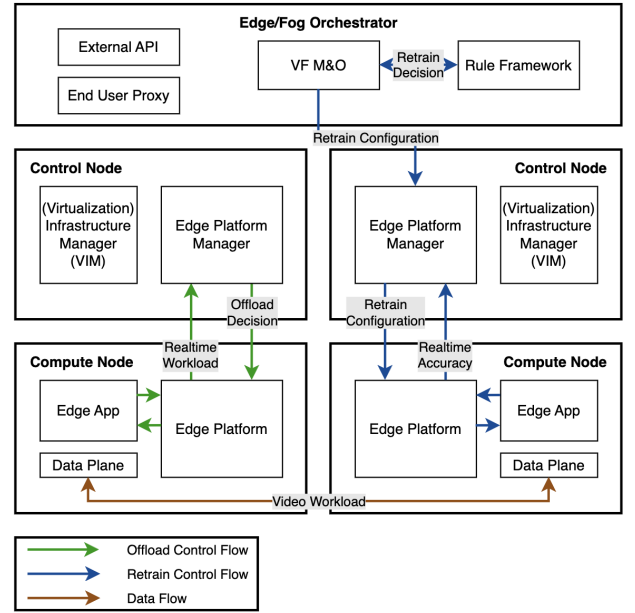 Edge/Fog Orchestrator
External API
End User Proxy
VF M&O
Retrain
Decision
Rule Framework
Retrain Configuration
Control Node
(Virtualization)
Infrastructure
Manager
(VIM)
Edge Platform
Manager
Control Node
Edge Platform
Manager
(Virtualization)
Infrastructure
Manager
(VIM)
Offload
Decision
Realtime
Workload
Retrain
Configuration
Realtime
Accuracy
Compute Node
Edge App
Data Plane
Edge Platform
Compute Node
Edge Platform
Edge App
Data Plane
Video Workload
Offload Control Flow
Retrain Control Flow
Data Flow